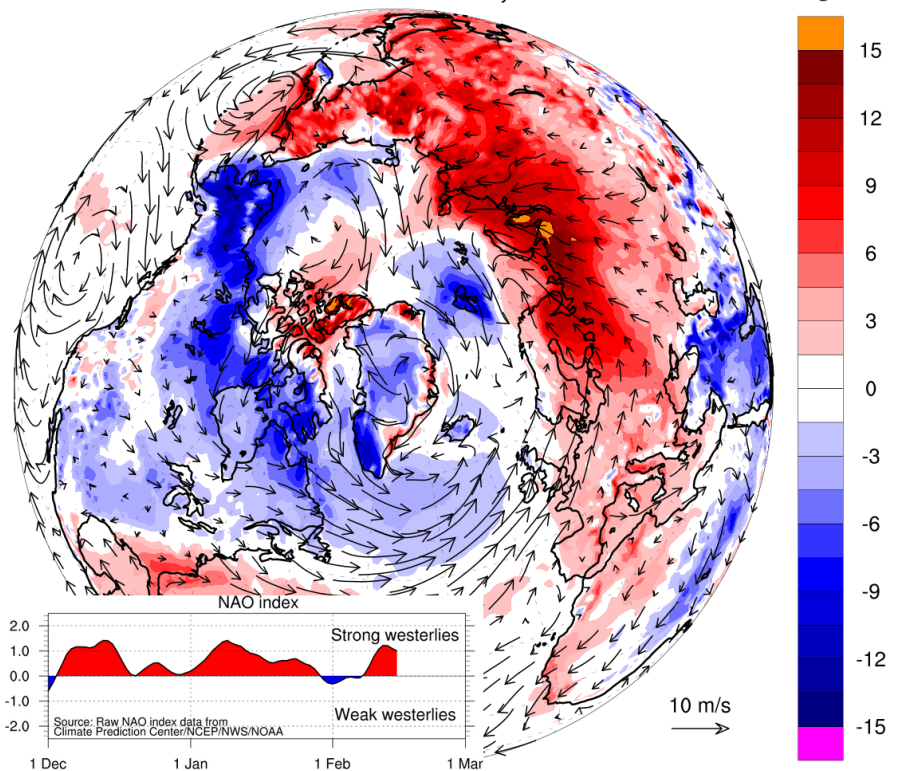 15
12
9
6
3
0
-3
-6
-9
-12
-15
10 m/s
NAO index
2.0
1.0
0.0
-1.0
-2.0
Strong westerlies
Weak westerlies
Source: Raw NAO index data from
Climate Prediction Center/NCEP/NWS/NOAA
1 Dec
1 Jan
1 Feb
1 Mar